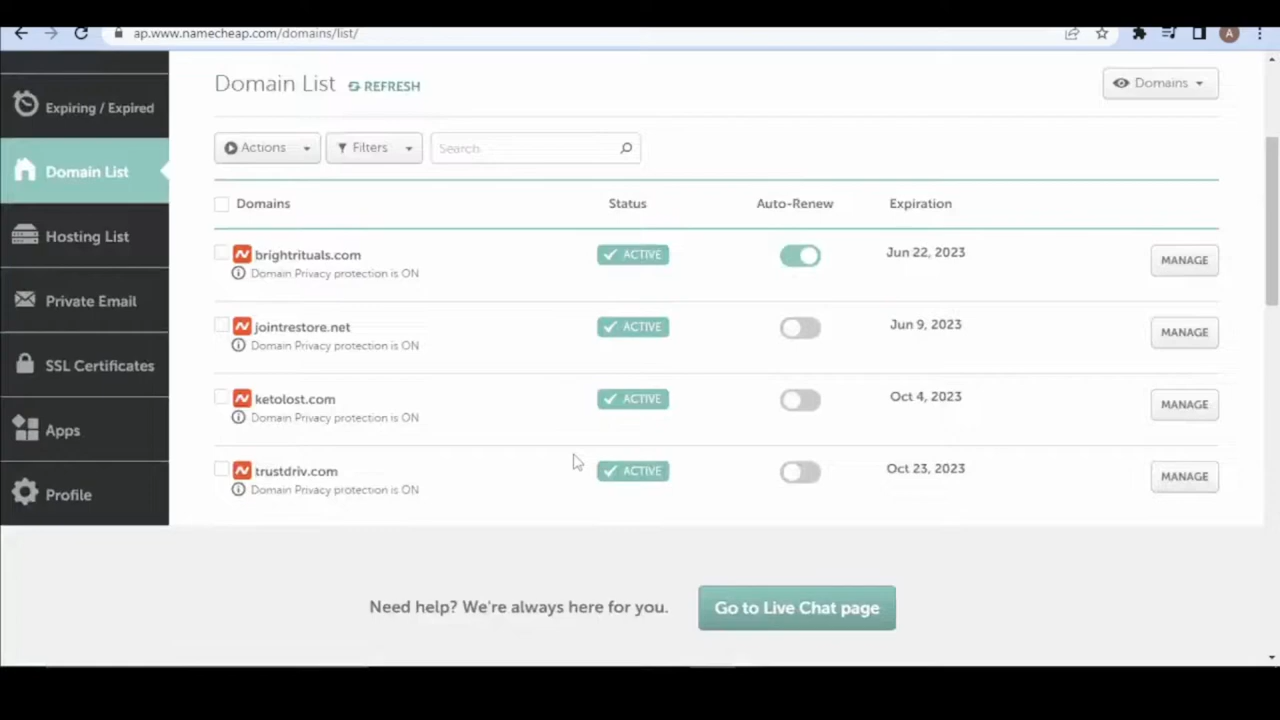 ap.www.namecheap.com/domains/list/
A
Expiring / Expired
Domain List
Hosting List
Private Email
SSL Certificates
Apps
Profile
Domain List REFRESH Domains
Actions Filters Search
Domains Status Auto-Renew Expiration
brightrituals.com ACTIVE Jun 22, 2023 MANAGE
Domain Privacy protection is ON
jointrestore.net ACTIVE Jun 9, 2023 MANAGE
Domain Privacy protection is ON
ketolost.com ACTIVE Oct 4, 2023 MANAGE
Domain Privacy protection is ON
trustdriv.com ACTIVE Oct 23, 2023 MANAGE
Domain Privacy protection is ON
Need help? We're always here for you. Go to Live Chat page